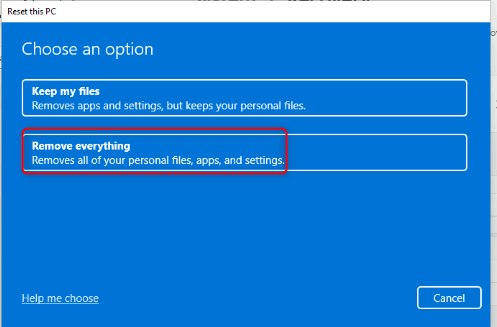 Reset this PC
Choose an option
Keep my files
Removes apps and settings, but keeps your personal files.
Remove everything
Removes all of your personal files, apps, and settings.
Help me choose
Cancel